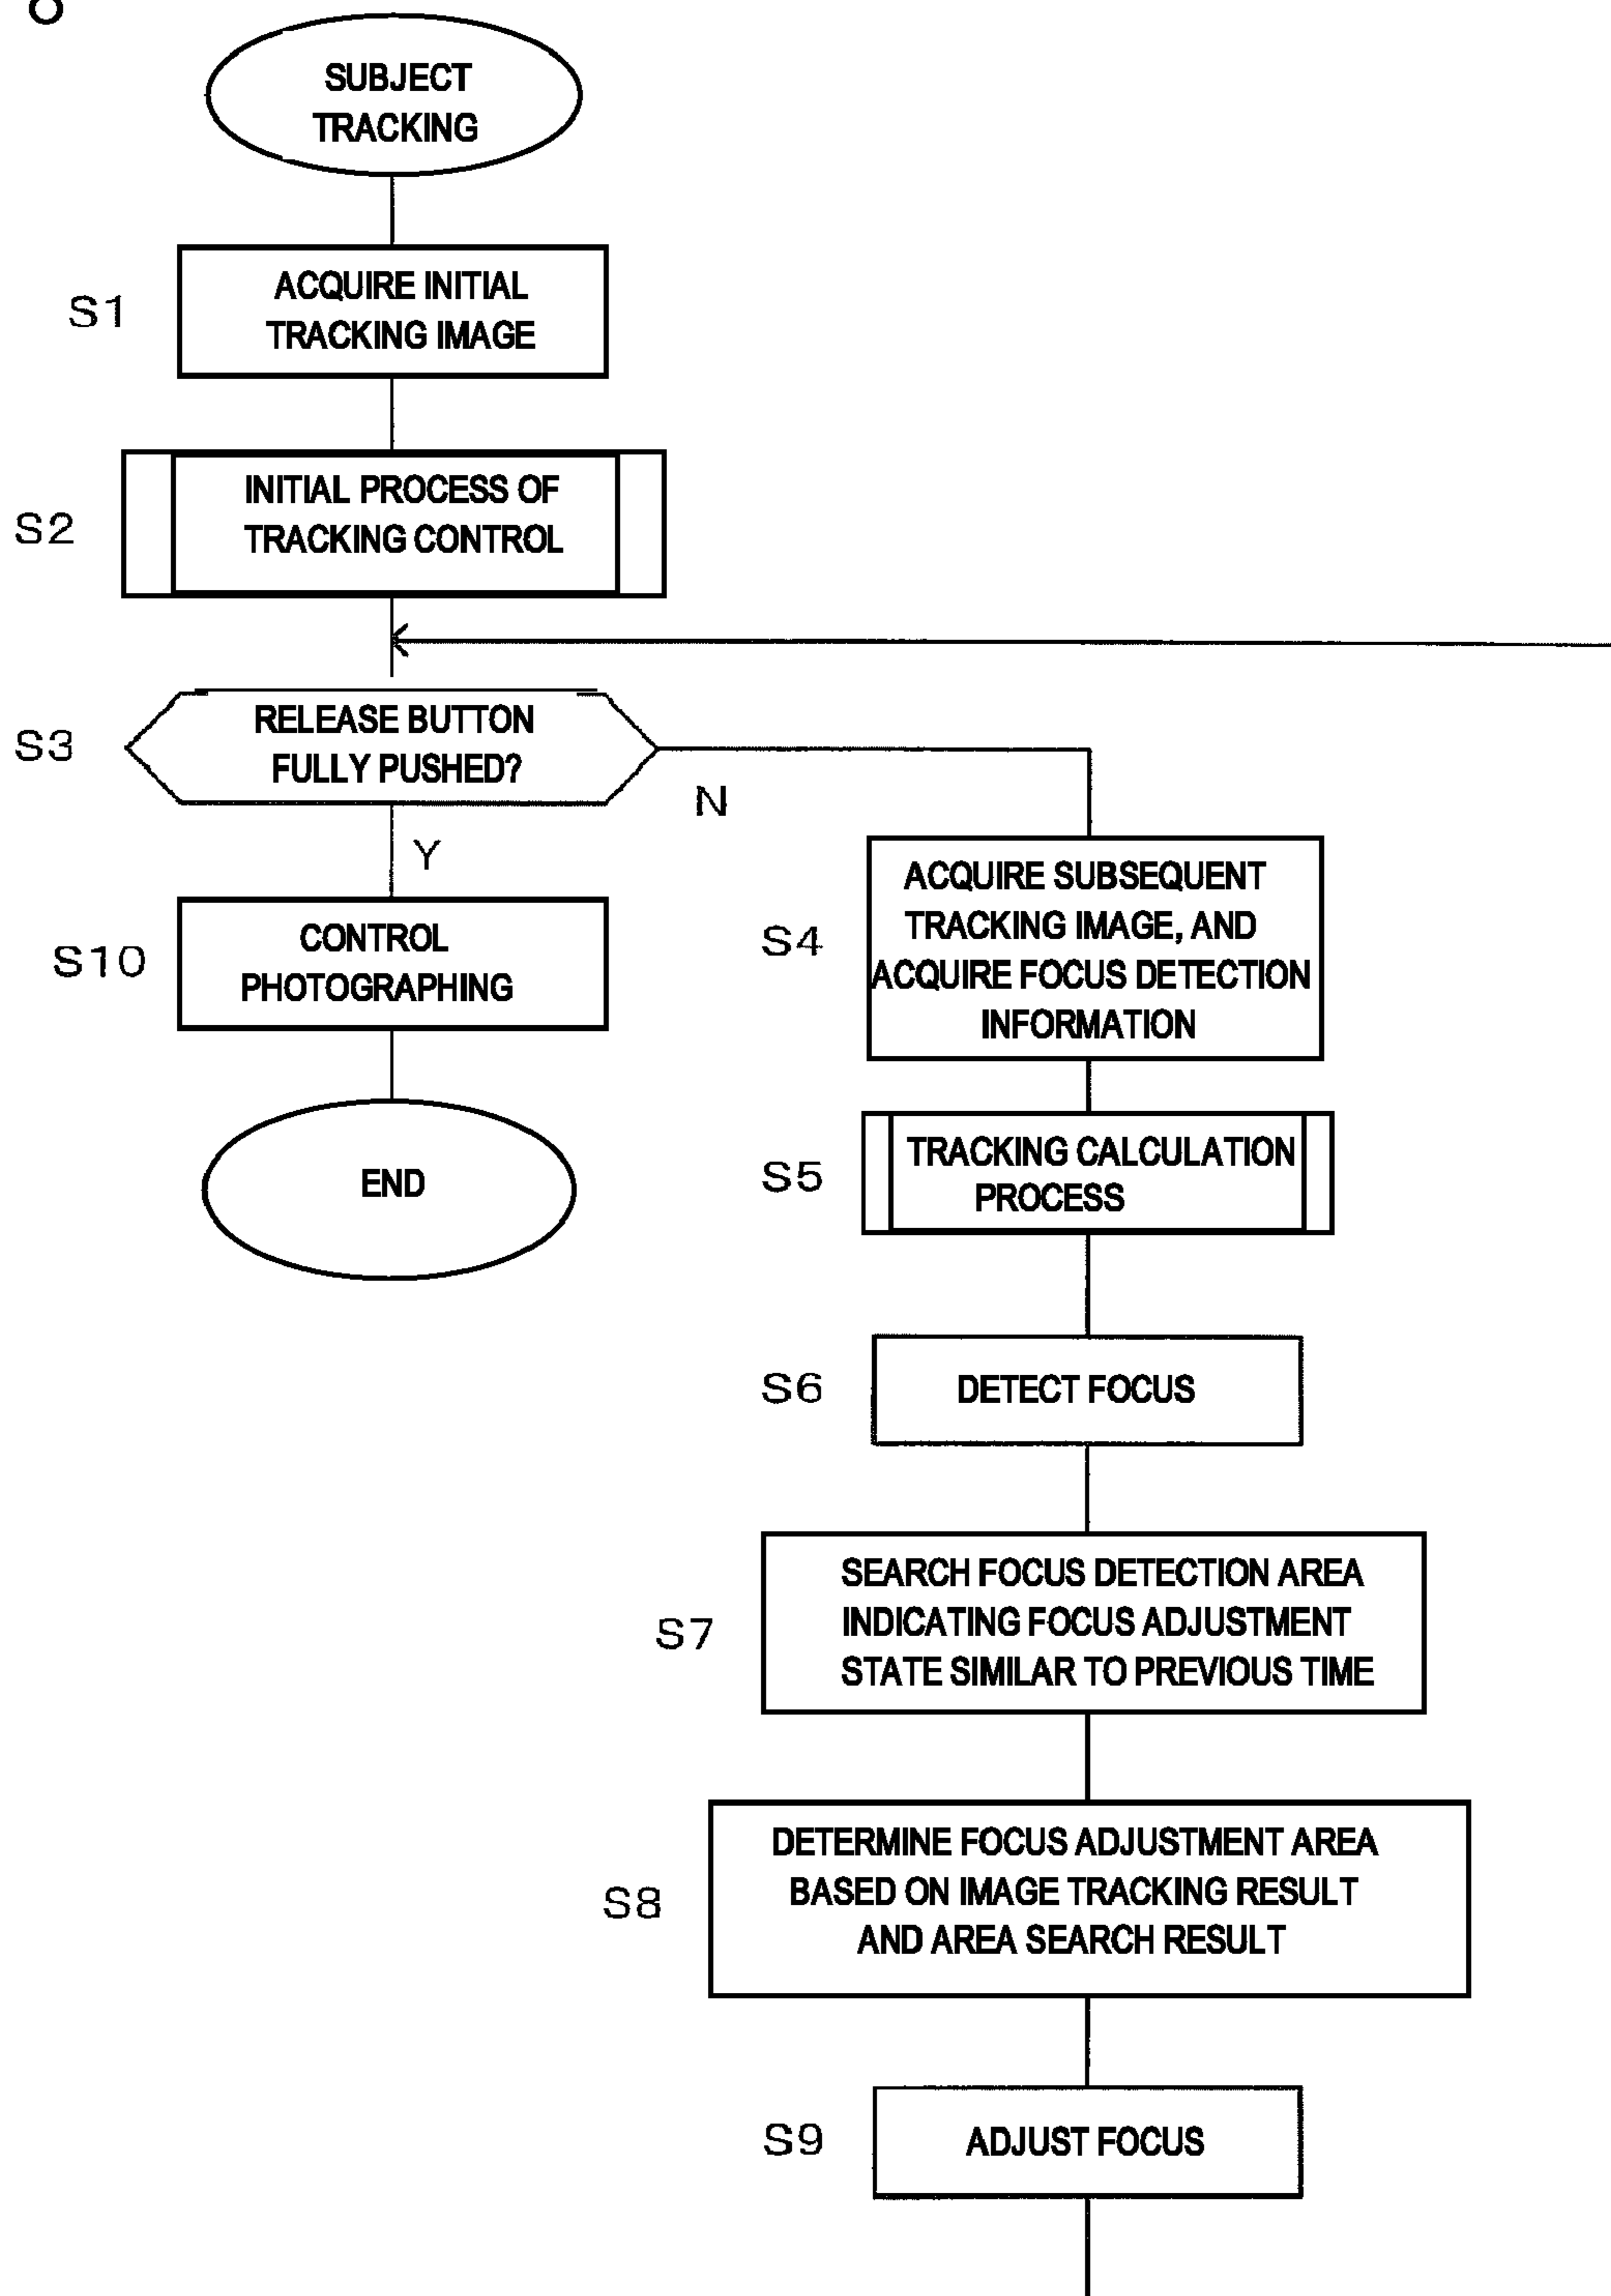 SUBJECT
TRACKING
S1
ACQUIRE INITIAL
TRACKING IMAGE
S2
INITIAL PROCESS OF
TRACKING CONTROL
S3
RELEASE BUTTON
FULLY PUSHED?
N
Y
S10
CONTROL
PHOTOGRAPHING
END
S4
ACQUIRE SUBSEQUENT
TRACKING IMAGE, AND
ACQUIRE FOCUS DETECTION
INFORMATION
S5
TRACKING CALCULATION
PROCESS
S6
DETECT FOCUS
S7
SEARCH FOCUS DETECTION AREA
INDICATING FOCUS ADJUSTMENT
STATE SIMILAR TO PREVIOUS TIME
S8
DETERMINE FOCUS ADJUSTMENT AREA
BASED ON IMAGE TRACKING RESULT
AND AREA SEARCH RESULT
S9
ADJUST FOCUS